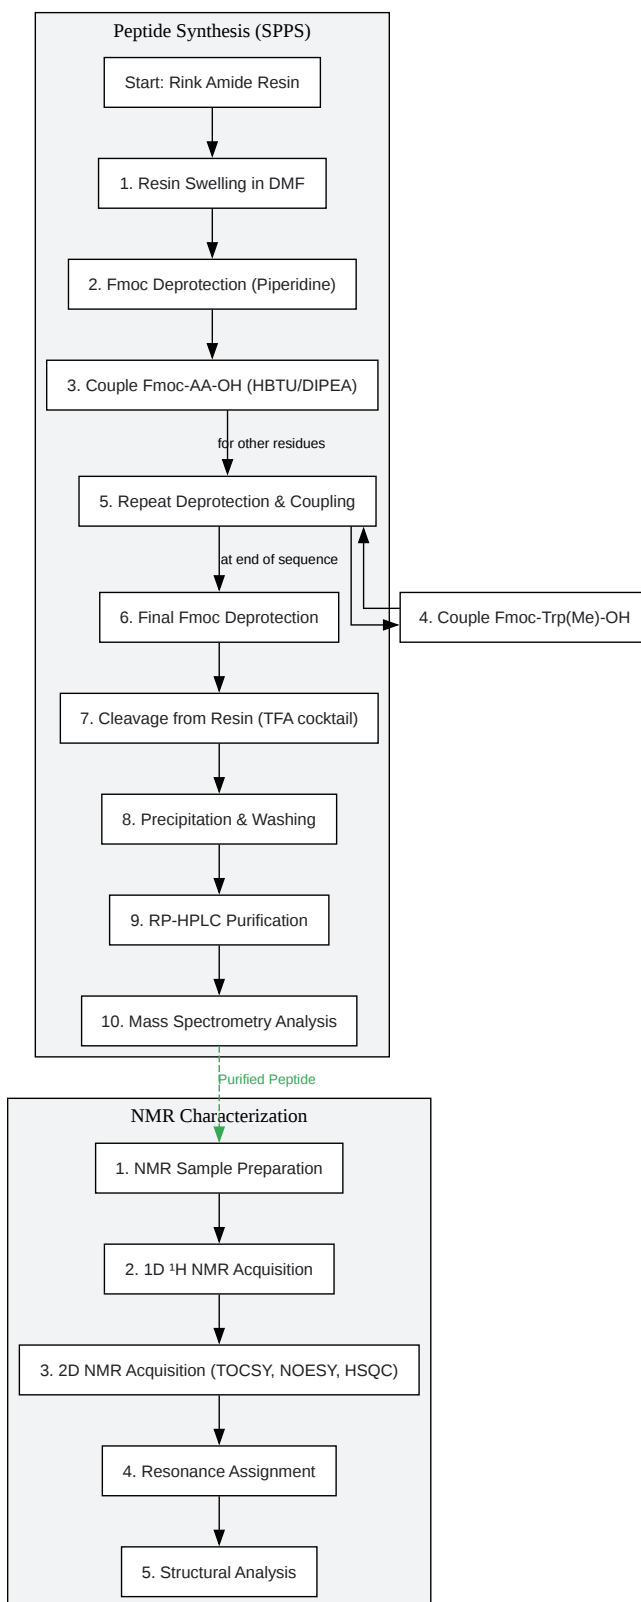 Peptide Synthesis (SPPS)
Start: Rink Amide Resin
1. Resin Swelling in DMF
2. Fmoc Deprotection (Piperidine)
3. Couple Fmoc-AA-OH (HBTU/DIPEA)
for other residues
5. Repeat Deprotection & Coupling
at end of sequence
6. Final Fmoc Deprotection
4. Couple Fmoc-Trp(Me)-OH
7. Cleavage from Resin (TFA cocktail)
8. Precipitation & Washing
9. RP-HPLC Purification
10. Mass Spectrometry Analysis
Purified Peptide
NMR Characterization
1. NMR Sample Preparation
2. 1D ¹H NMR Acquisition
3. 2D NMR Acquisition (TOCSY, NOESY, HSQC)
4. Resonance Assignment
5. Structural Analysis